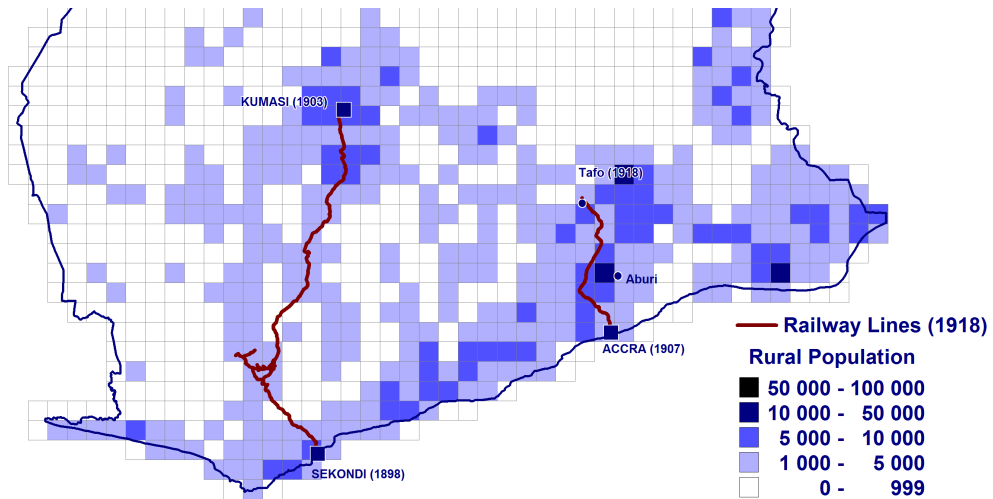 KUMASI (1903)
Tafo (1918)
Aburi
ACCRA (1907)
SEKONDI (1898)
Railway Lines (1918)
Rural Population
50 000 - 100 000
10 000 - 50 000
5 000 - 10 000
1 000 - 5 000
0 - 999